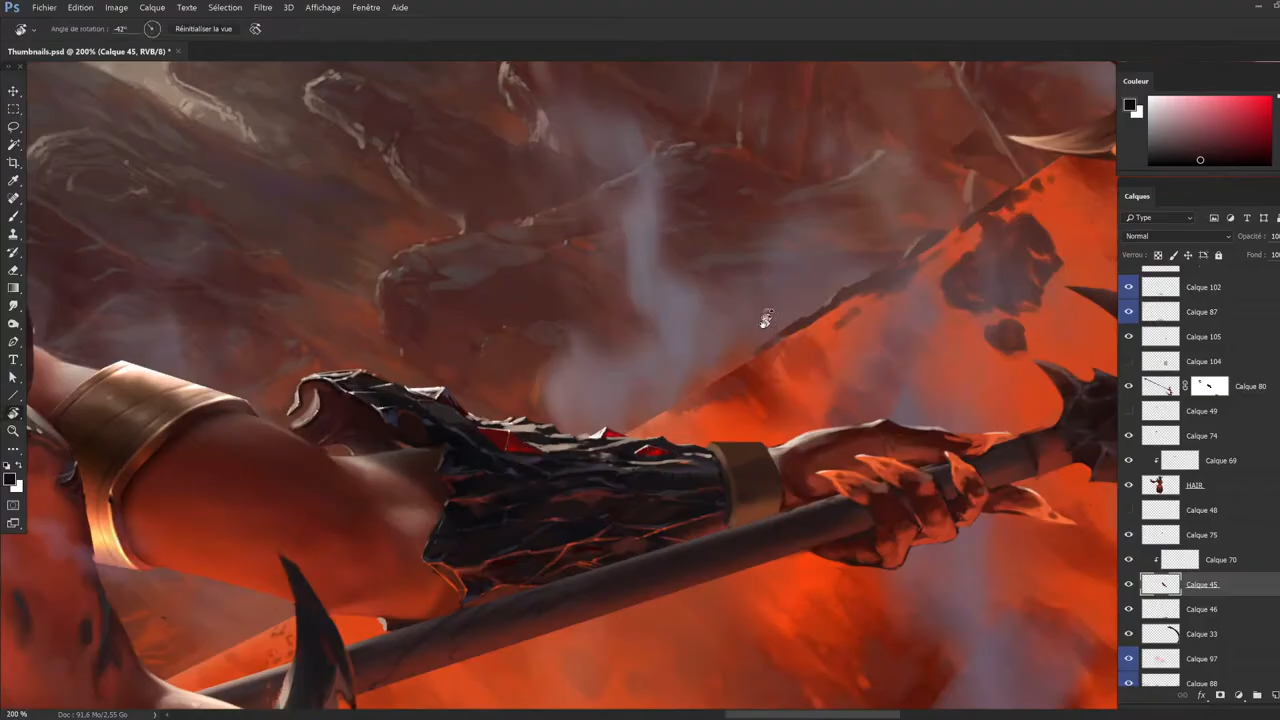 Ps Fichier Edition Image Calque Texte Sélection Filtre 3D Affichage Fenêtre Aide
Angle de rotation : -42° Réinitialiser la vue
Thumbnails.psd @ 200% (Calque 45, RVB/8) *
Couleur
Calques
Type
Normal Opacité : 10
Verrou : Fond : 10
Calque 102
Calque 87
Calque 105
Calque 104
Calque 80
Calque 49
Calque 74
Calque 69
HAIR
Calque 48
Calque 75
Calque 70
Calque 45
Calque 46
Calque 33
Calque 97
Calque 88
200 % Doc : 91,6 Mo/2,55 Go